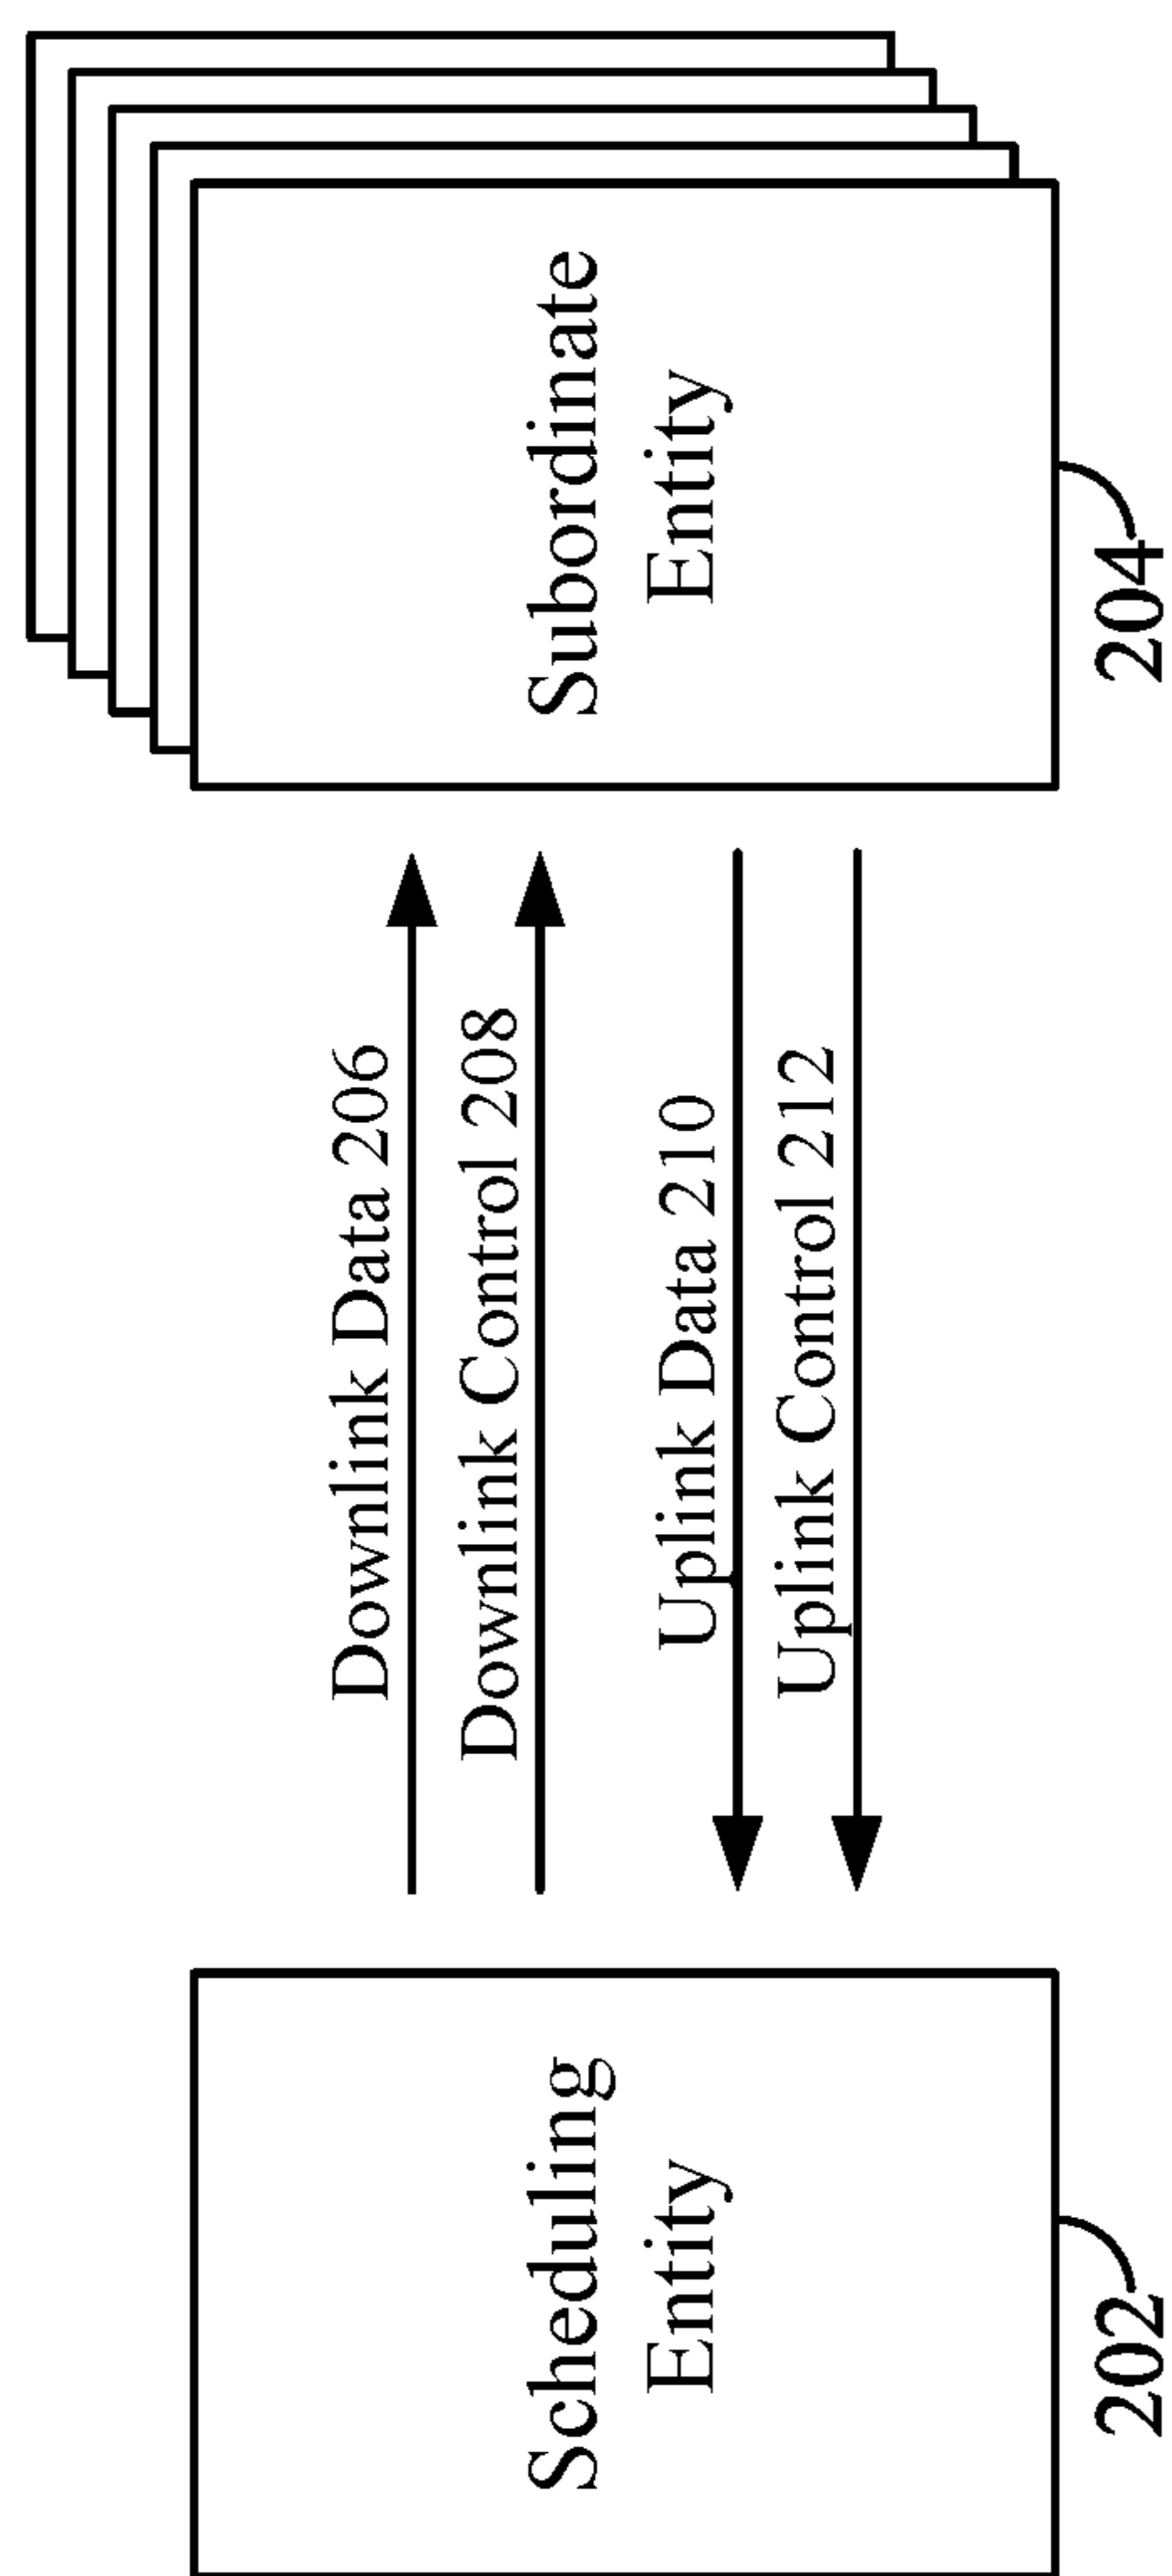 Scheduling
Entity
202
Downlink Data 206
Downlink Control 208
Uplink Data 210
Uplink Control 212
Subordinate
Entity
204